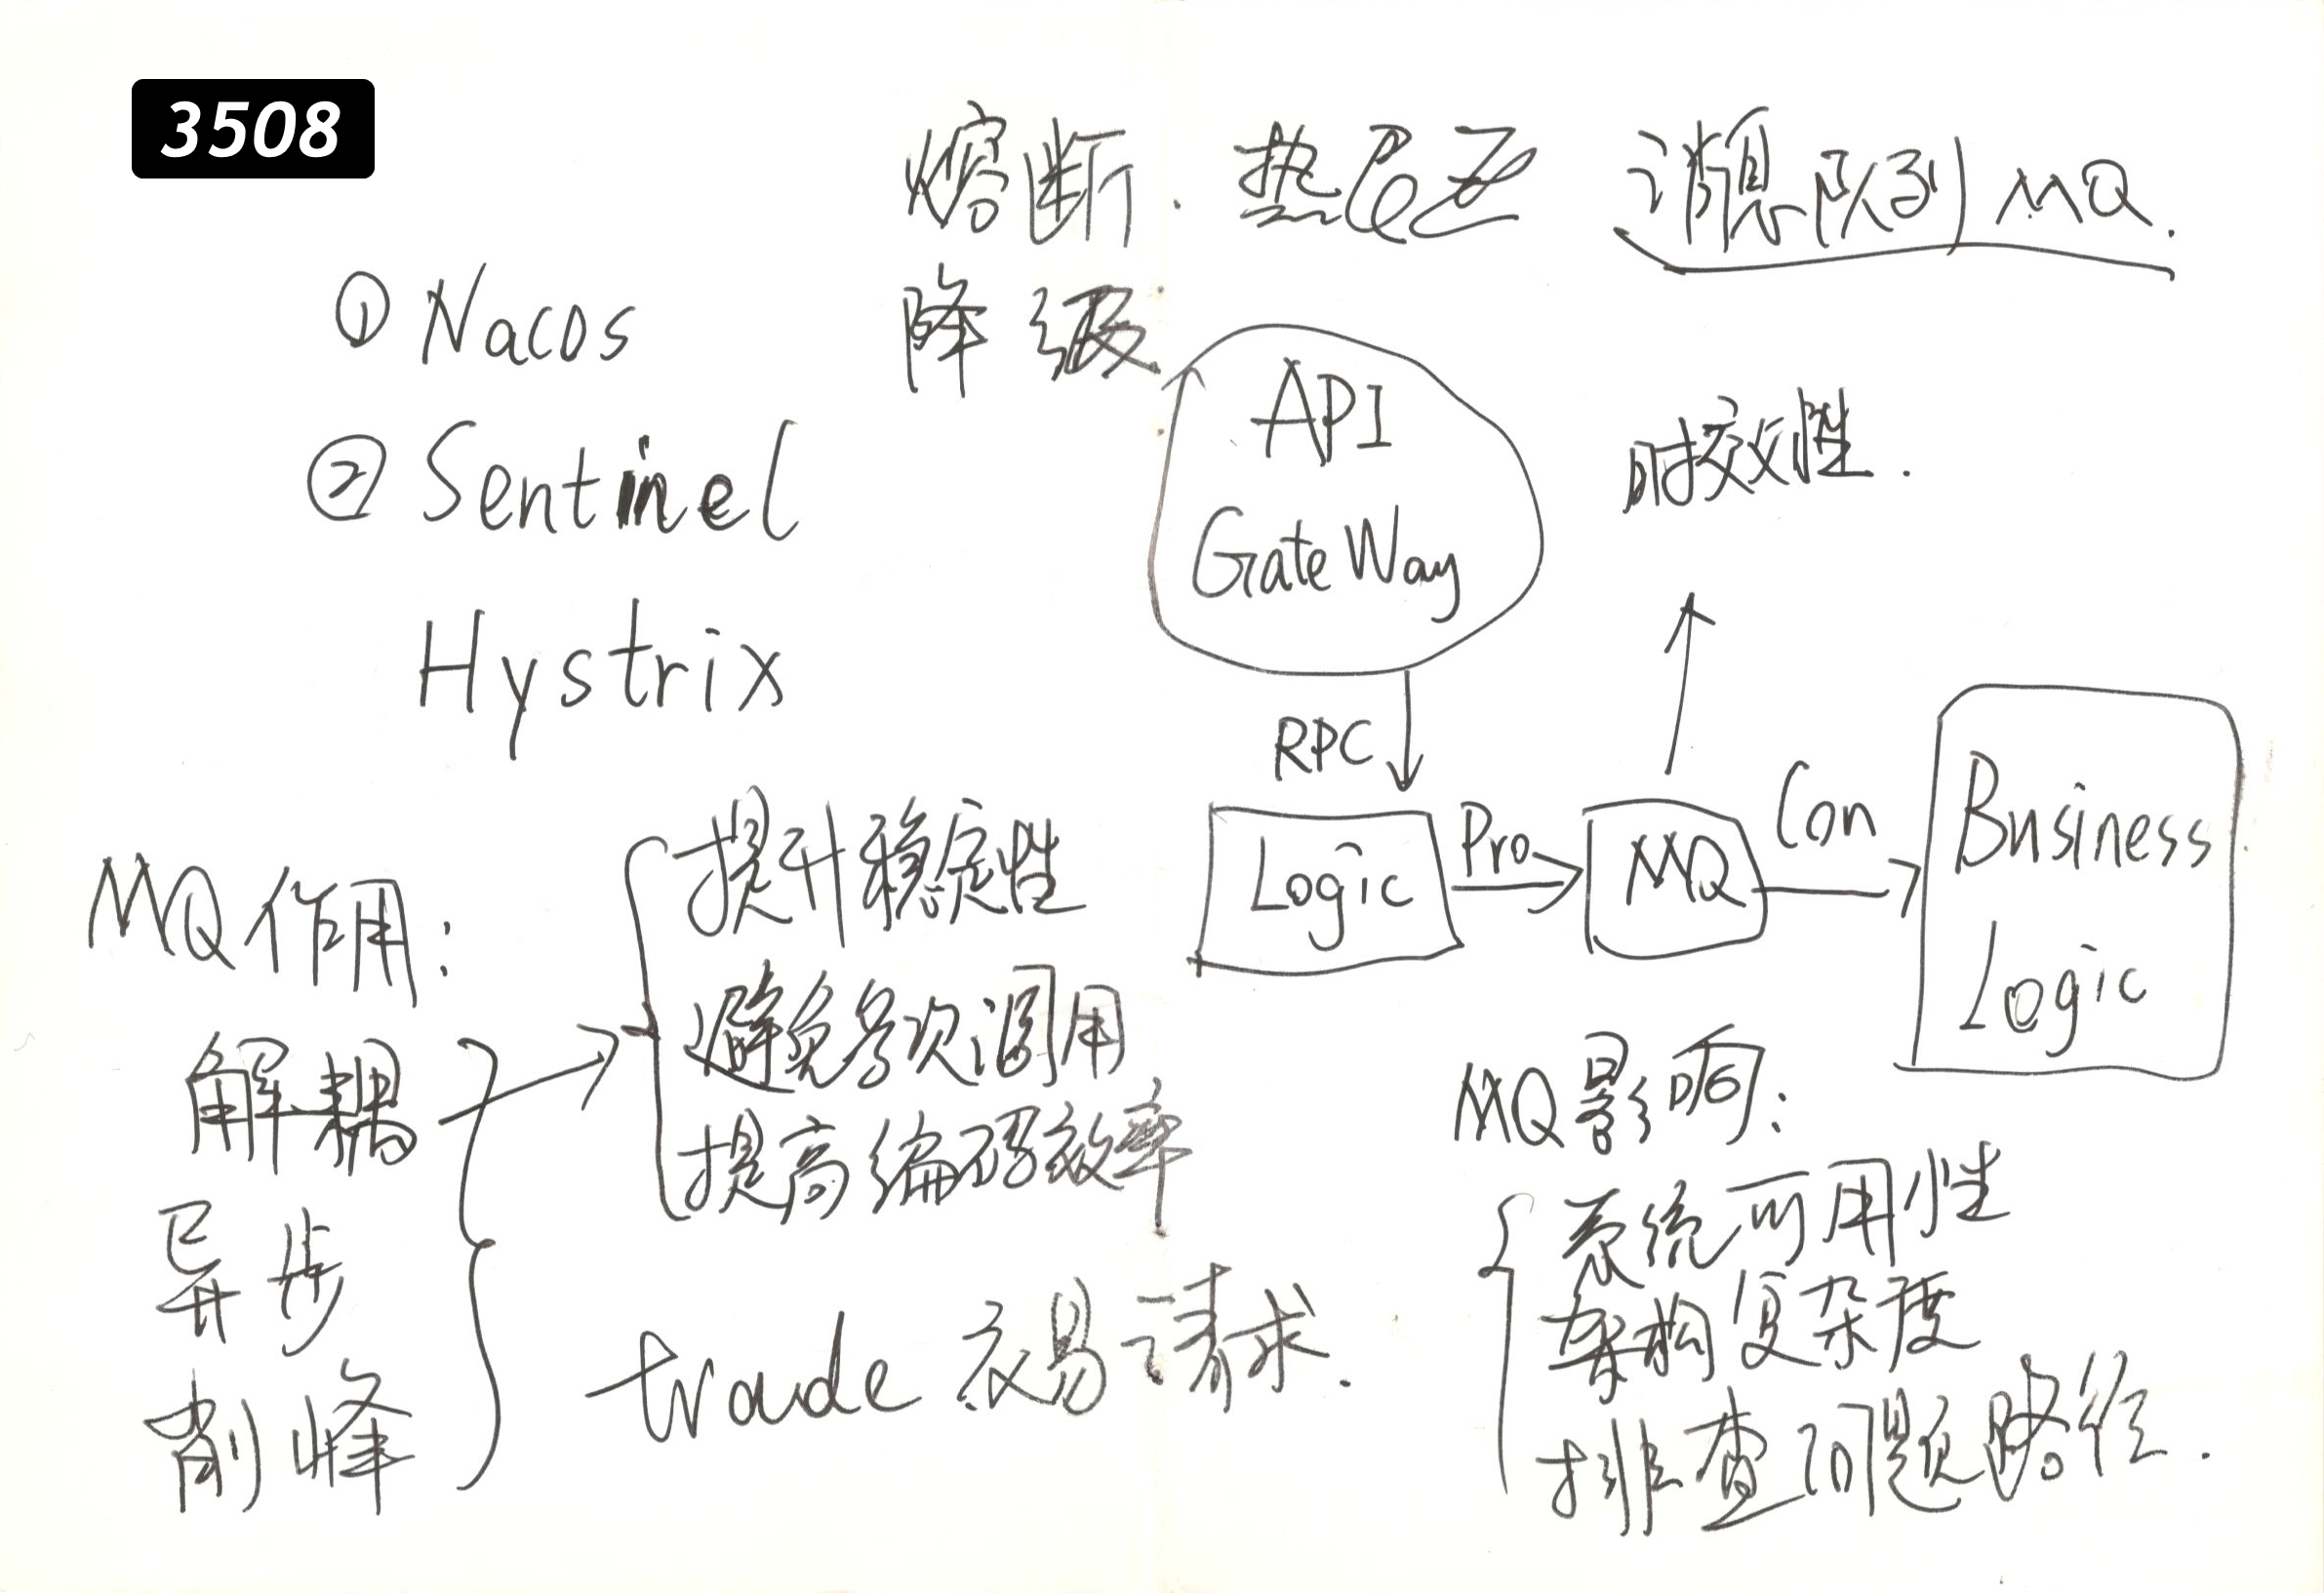 3508
熔断. 热配置 消息队列 MQ.
降级.
① Nacos
② Sentinel
Hystrix
API
GateWay
时效性.
RPC
Logic
Pro
MQ
Con
Business
Logic
MQ作用:
解耦
异步
削峰
提升稳定性
避免多次调用
提高编码效率
trade 交易请求.
MQ影响:
系统可用性
架构复杂度
排查问题路径.